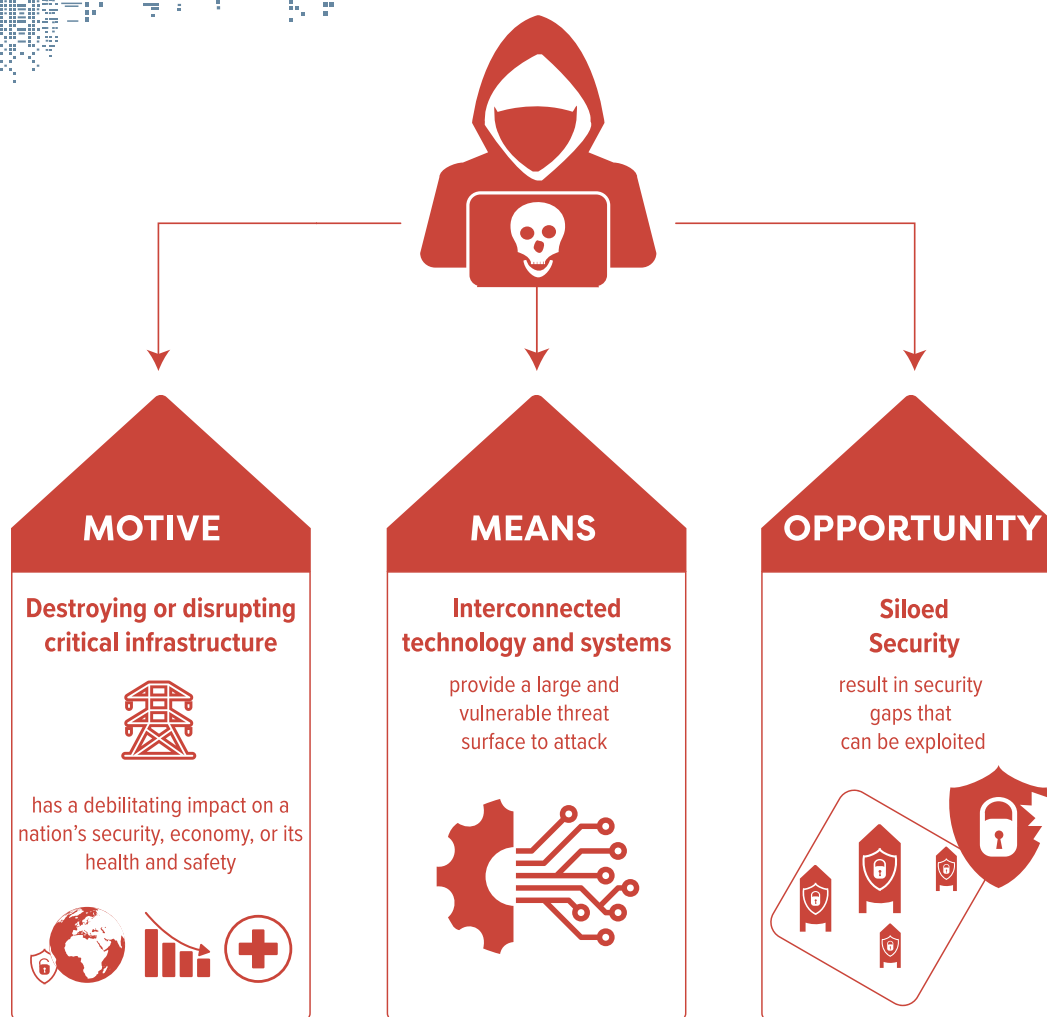 MOTIVE
Destroying or disrupting
critical infrastructure
has a debilitating impact on a
nation’s security, economy, or its
health and safety
MEANS
Interconnected
technology and systems
provide a large and
vulnerable threat
surface to attack
OPPORTUNITY
Siloed
Security
result in security
gaps that
can be exploited